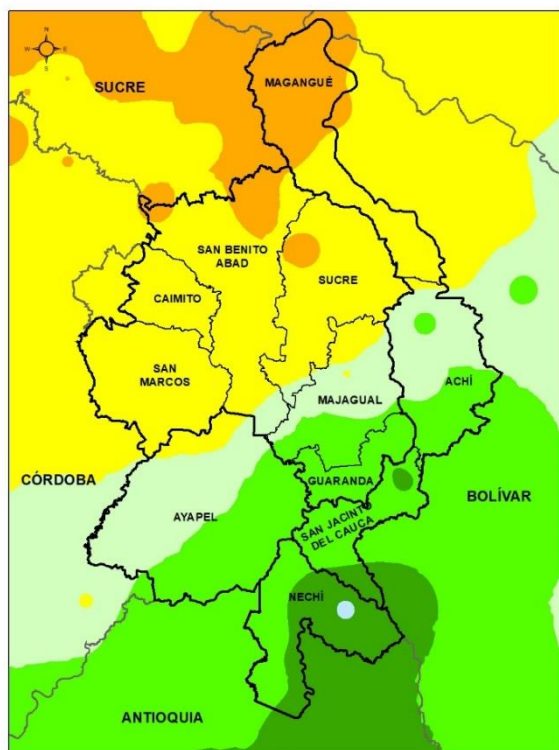 N
W E
S
SUCRE
MAGANGUÉ
SAN BENITO
ABAD
SUCRE
CAIMITO
SAN
MARCOS
MAJAGUAL
ACHÍ
CÓRDOBA
GUARANDA
BOLÍVAR
AYAPEL
SAN JACINTO
DEL CAUCA
NECHÍ
ANTIOQUIA